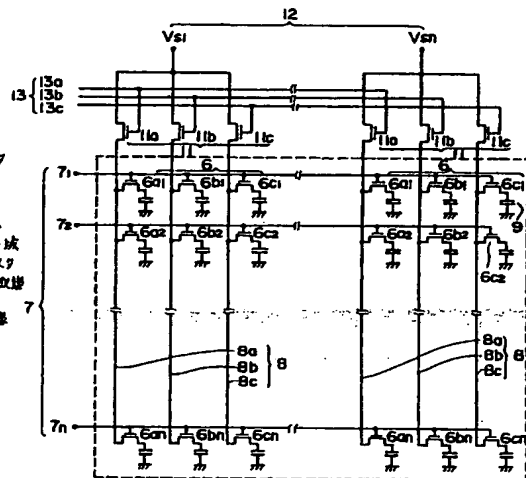 12
Vs1 Vsn
13 13a
13b
13c
11a 11b 11c 11a 11b 11c
11 11
6 6
71 6a1 6b1 6c1 6a1 6b1 6c1
9
72 6a2 6b2 6c2 6a2 6b2
6c2
7
8a 8a
8b 8 8b 8
8c 8c
7n 6an 6bn 6cn 6an 6bn 6cn